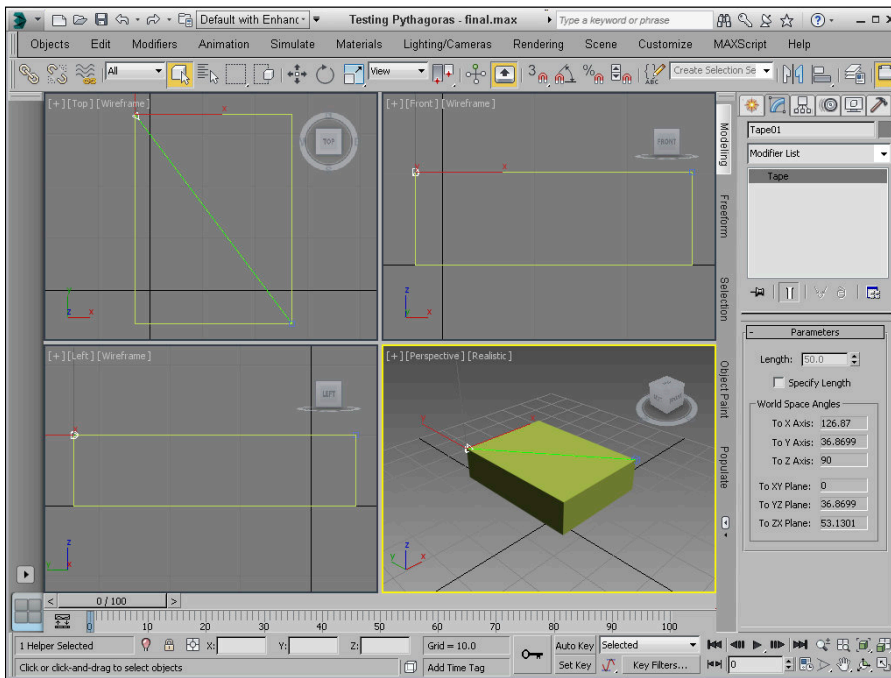 Default with Enhanc
Testing Pythagoras - final.max
Type a keyword or phrase
Objects Edit Modifiers Animation Simulate Materials Lighting/Cameras Rendering Scene Customize MAXScript Help
All
View
3
%
ABC
Create Selection Se
[+] [Top] [Wireframe]
x
TOP
z
x
[+] [Front] [Wireframe]
x
FRONT
z
x
[+] [Left] [Wireframe]
x
LEFT
z
y
[+] [Perspective] [Realistic]
y
x
z
y
x
Modeling
Freeform
Selection
Object Paint
Populate
Tape01
Modifier List
Tape
- Parameters
Length: 50.0
Specify Length
World Space Angles
To X Axis: 126.87
To Y Axis: 36.8699
To Z Axis: 90
To XY Plane: 0
To YZ Plane: 36.8699
To ZX Plane: 53.1301
< 0 / 100 >
0 10 20 30 40 50 60 70 80 90 100
1 Helper Selected
X:
Y:
Z:
Grid = 10.0
Auto Key
Selected
Click or click-and-drag to select objects
Add Time Tag
Set Key
Key Filters...
0